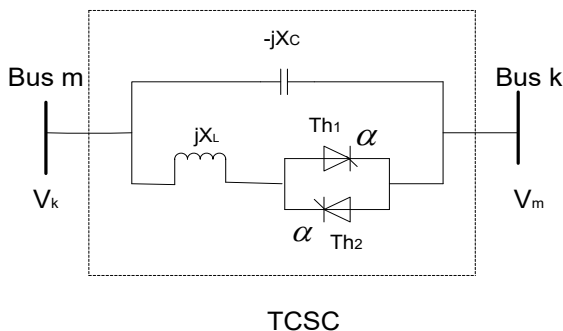 -jXC
Bus m
Bus k
jXL
Th1
α
Vk
Vm
α
Th2
TCSC